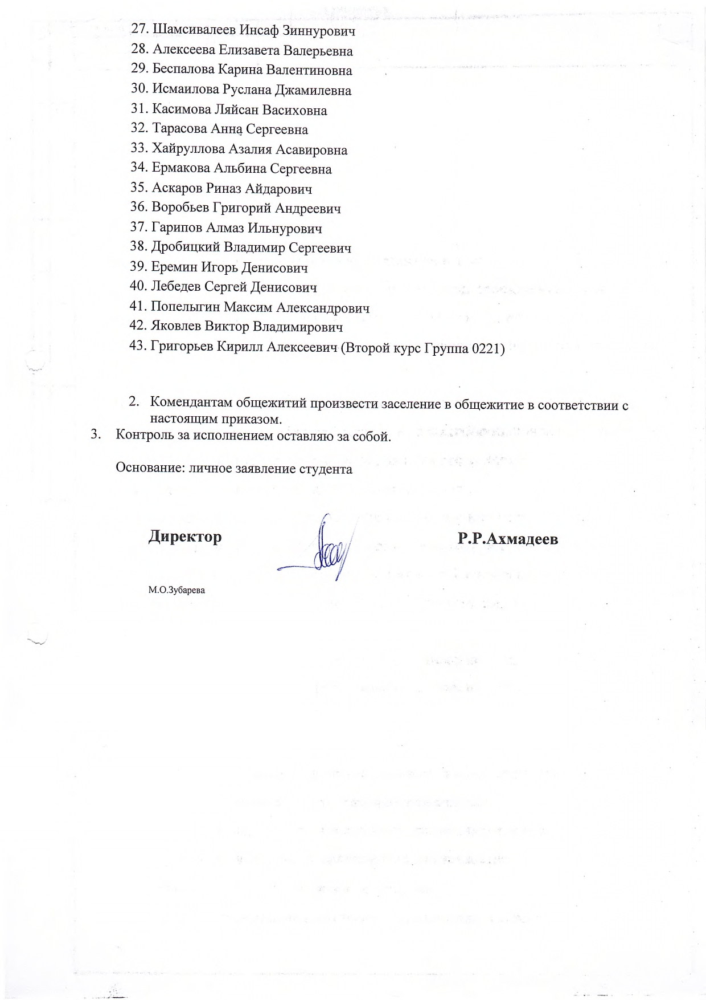 27. Шамсивалеев Инсаф Зиннурович
28. Алексеева Елизавета Валерьевна
29. Беспалова Карина Валентиновна
30. Исмаилова Руслана Джамилевна
31. Касимова Ляйсан Васиховна
32. Тарасова Анна Сергеевна
33. Хайруллова Азалия Асавировна
34. Ермакова Альбина Сергеевна
35. Аскаров Риназ Айдарович
36. Воробьев Григорий Андреевич
37. Гарипов Алмаз Ильнурович
38. Дробицкий Владимир Сергеевич
39. Еремин Игорь Денисович
40. Лебедев Сергей Денисович
41. Попелыгин Максим Александрович
42. Яковлев Виктор Владимирович
43. Григорьев Кирилл Алексеевич (Второй курс Группа 0221)
2. Комендантам общежитий произвести заселение в общежитие в соответствии с
настоящим приказом.
3. Контроль за исполнением оставляю за собой.
Основание: личное заявление студента
Директор Р.Р.Ахмадеев
М.О.Зубарева